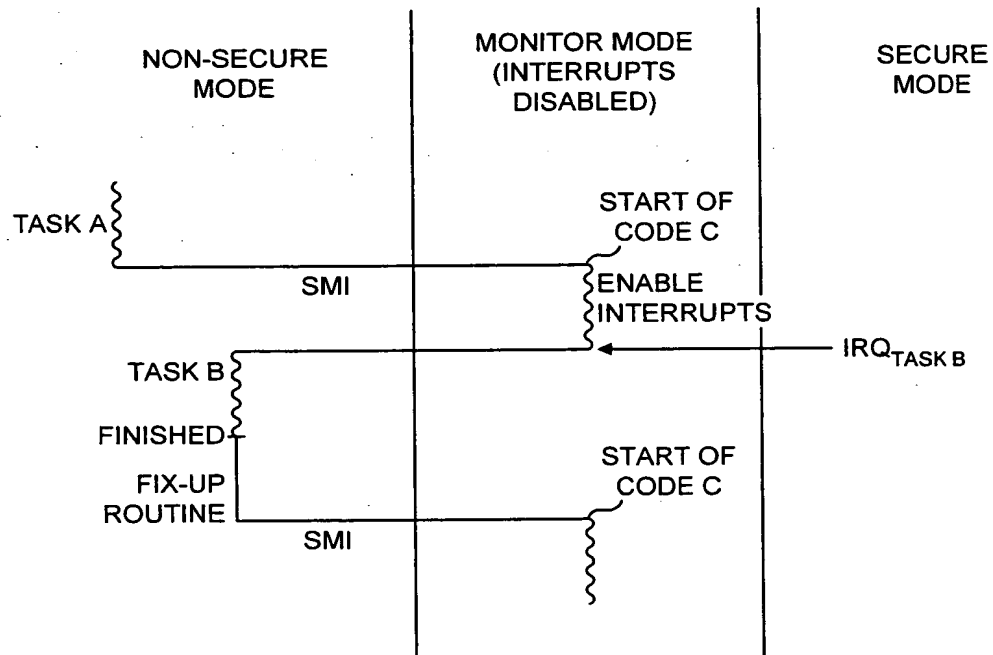 NON-SECURE
MODE
MONITOR MODE
(INTERRUPTS
DISABLED)
SECURE
MODE
TASK A
START OF
CODE C
SMI
ENABLE
INTERRUPTS
IRQTASK B
TASK B
FINISHED
FIX-UP
ROUTINE
START OF
CODE C
SMI